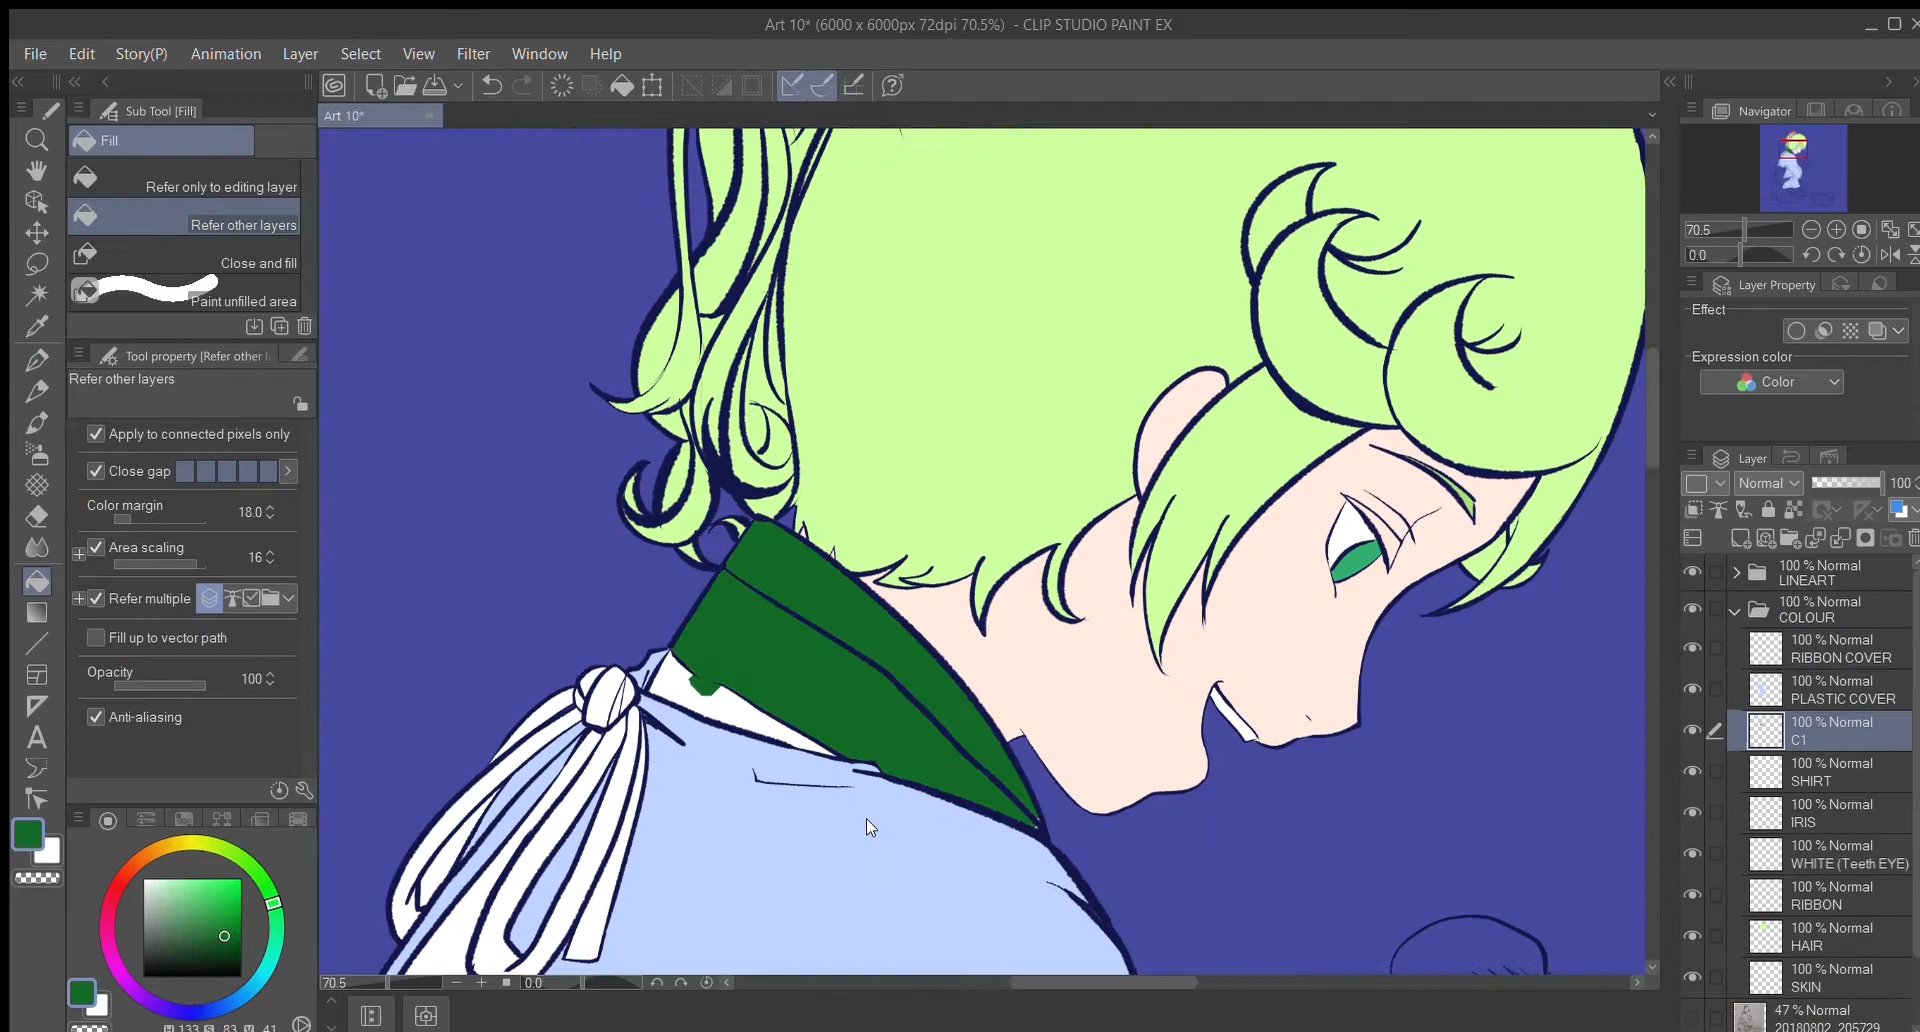 Art 10* (6000 x 6000px 72dpi 70.5%) - CLIP STUDIO PAINT EX
File Edit Story(P) Animation Layer Select View Filter Window Help
Sub Tool [Fill]
Fill
Refer only to editing layer
Refer other layers
Close and fill
Paint unfilled area
Tool property [Refer other l
Refer other layers
Apply to connected pixels only
Close gap
Color margin
18.0
Area scaling
16
Refer multiple
Fill up to vector path
Opacity
100
Anti-aliasing
H 133 S 83 V 41
Art 10*
70.5
0.0
Navigator
70.5
0.0
Layer Property
Effect
Expression color
Color
Layer
Normal
100
100 % Normal
LINEART
100 % Normal
COLOUR
100 % Normal
RIBBON COVER
100 % Normal
PLASTIC COVER
100 % Normal
C1
100 % Normal
SHIRT
100 % Normal
IRIS
100 % Normal
WHITE (Teeth EYE)
100 % Normal
RIBBON
100 % Normal
HAIR
100 % Normal
SKIN
47 % Normal
20180802_205729